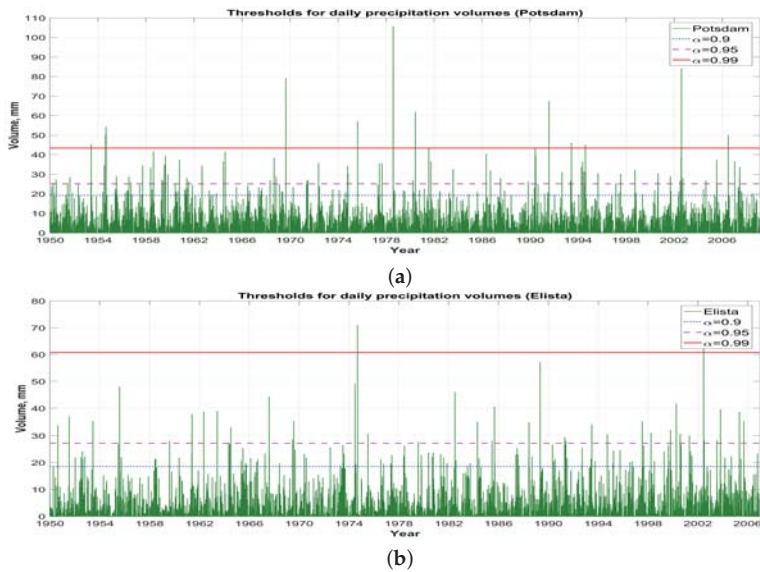 Thresholds for daily precipitation volumes (Potsdam)
110
100
90
80
70
60
50
40
30
20
10
0
Volume, mm
Potsdam
α=0.9
α=0.95
α=0.99
1950 1954 1958 1962 1966 1970 1974 1978 1982 1986 1990 1994 1998 2002 2006
Year
(a)
Thresholds for daily precipitation volumes (Elista)
80
70
60
50
40
30
20
10
0
Volume, mm
Elista
α=0.9
α=0.95
α=0.99
1950 1954 1958 1962 1966 1970 1974 1978 1982 1986 1990 1994 1998 2002 2006
Year
(b)